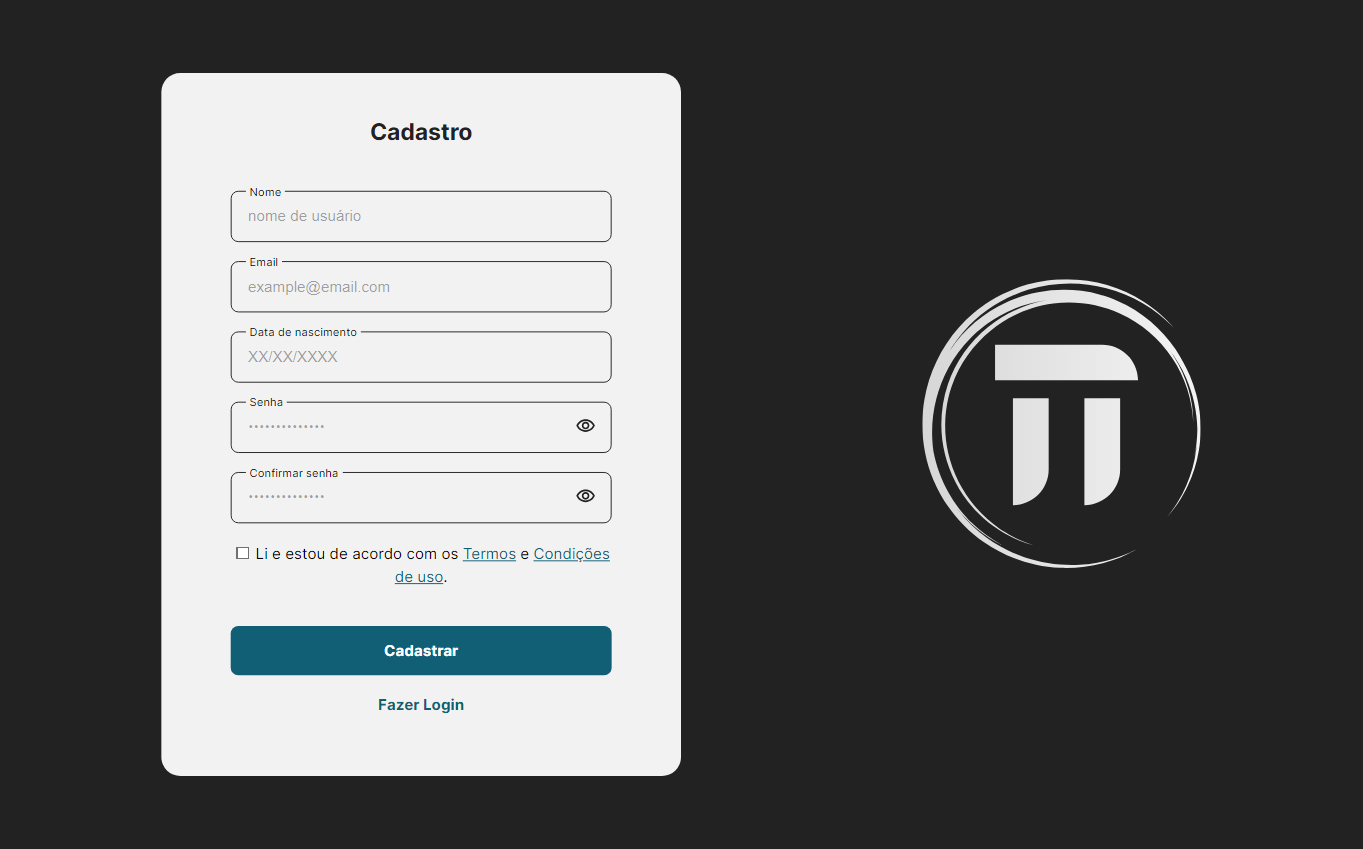 Cadastro
Nome
nome de usuário
Email
example@email.com
Data de nascimento
XX/XX/XXXX
Senha
••••••••••••••
Confirmar senha
••••••••••••••
Li e estou de acordo com os Termos e Condições
de uso.
Cadastrar
Fazer Login